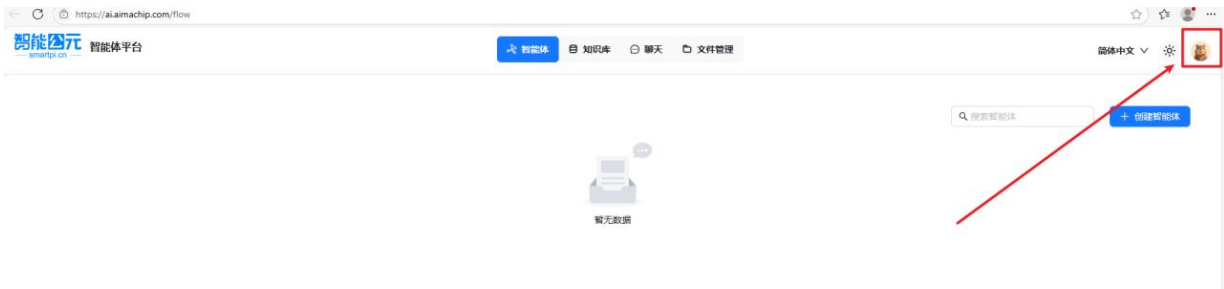 https://ai.aimachip.com/flow
智能公元 smartpi.cn 智能体平台 智能体 知识库 聊天 文件管理 简体中文
搜索智能体 + 创建智能体
暂无数据